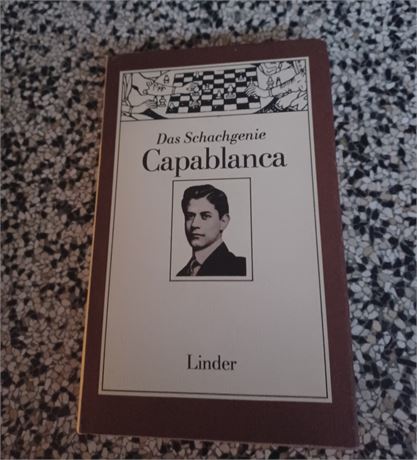 Das Schachgenie
Capablanca
Linder